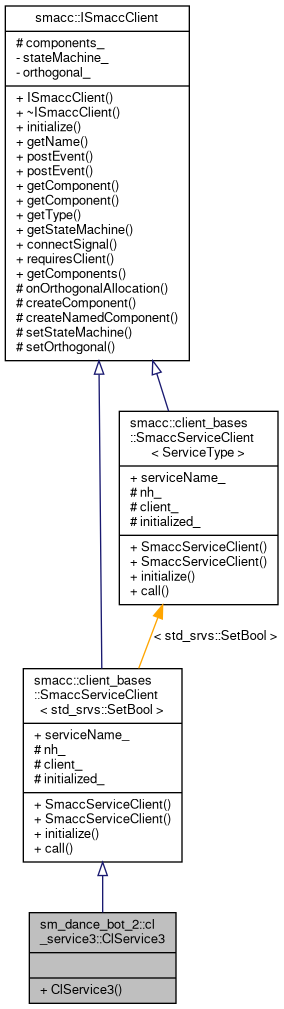 smacc::ISmaccClient
# components_
- stateMachine_
- orthogonal_
+ ISmaccClient()
+ ~ISmaccClient()
+ initialize()
+ getName()
+ postEvent()
+ postEvent()
+ getComponent()
+ getComponent()
+ getType()
+ getStateMachine()
+ connectSignal()
+ requiresClient()
+ getComponents()
# onOrthogonalAllocation()
# createComponent()
# createNamedComponent()
# setStateMachine()
# setOrthogonal()
smacc::client_bases
::SmaccServiceClient
< ServiceType >
+ serviceName_
# nh_
# client_
# initialized_
+ SmaccServiceClient()
+ SmaccServiceClient()
+ initialize()
+ call()
< std_srvs::SetBool >
smacc::client_bases
::SmaccServiceClient
< std_srvs::SetBool >
+ serviceName_
# nh_
# client_
# initialized_
+ SmaccServiceClient()
+ SmaccServiceClient()
+ initialize()
+ call()
sm_dance_bot_2::cl
_service3::ClService3
+ ClService3()